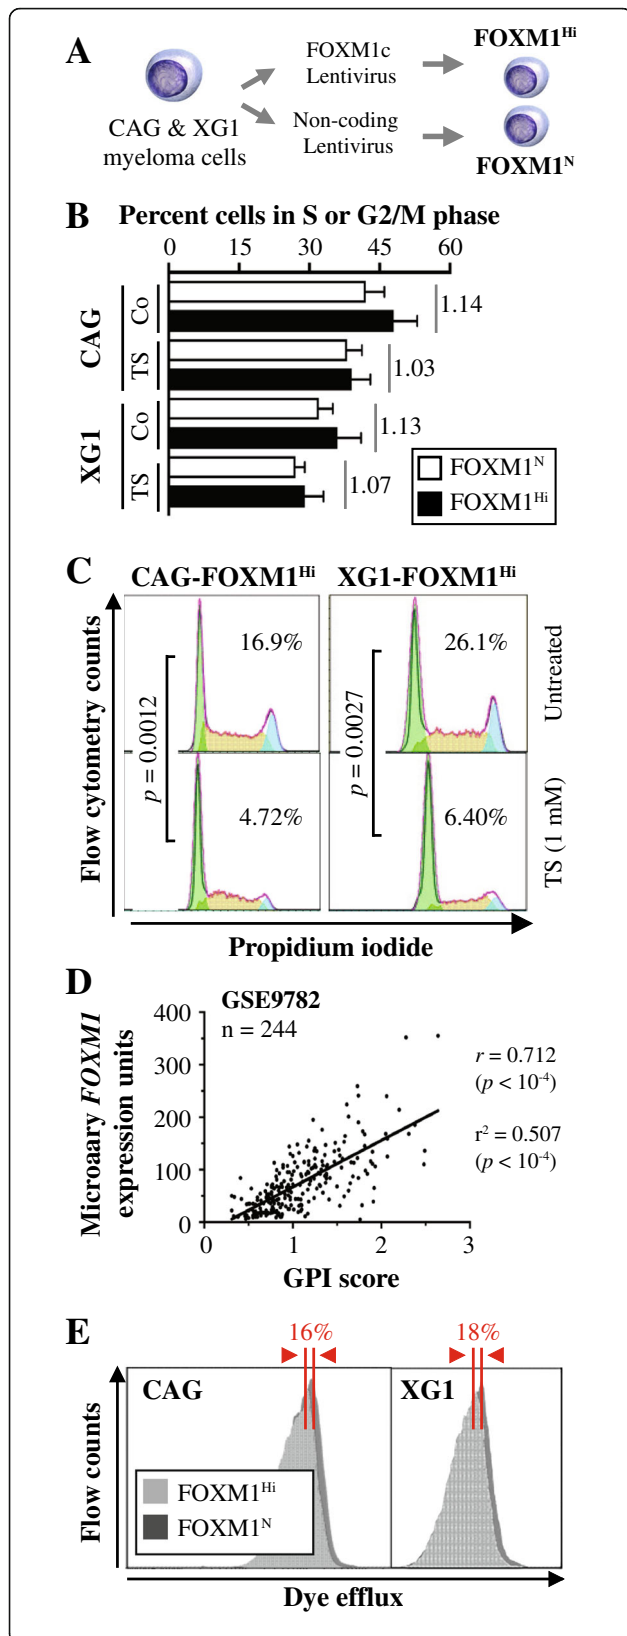 A
CAG & XG1
myeloma cells
FOXM1c
Lentivirus
Non-coding
Lentivirus
FOXM1Hi
FOXM1N
B
Percent cells in S or G2/M phase
0 15 30 45 60
CAG
Co
1.14
TS
1.03
XG1
Co
1.13
TS
1.07
FOXM1N
FOXM1Hi
C
CAG-FOXM1Hi XG1-FOXM1Hi
Flow cytometry counts
16.9%
26.1%
Untreated
p = 0.0012
p = 0.0027
4.72%
6.40%
TS (1 mM)
Propidium iodide
D
GSE9782
n = 244
Microaary FOXM1
expression units
400
300
200
100
0
0 1 2 3
GPI score
r = 0.712
(p < 10-4)
r2 = 0.507
(p < 10-4)
E
16%
18%
CAG
XG1
Flow counts
FOXM1Hi
FOXM1N
Dye efflux